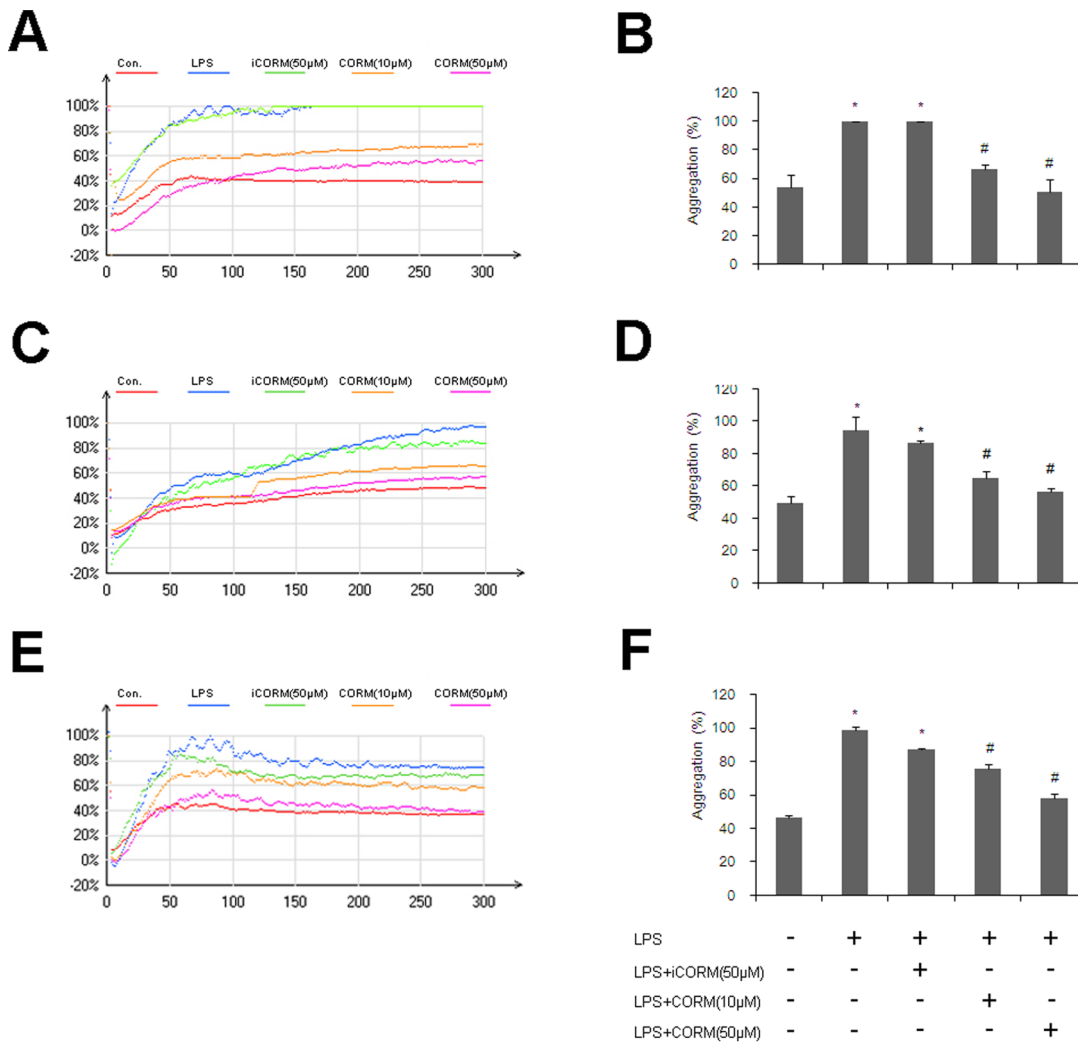 A
Con. LPS iCORM(50μM) CORM(10μM) CORM(50μM)
100%
80%
60%
40%
20%
0%
-20%
0 50 100 150 200 250 300
B
Aggregation (%)
120
100
80
60
40
20
0
* * # #
C
Con. LPS iCORM(50μM) CORM(10μM) CORM(50μM)
100%
80%
60%
40%
20%
0%
-20%
0 50 100 150 200 250 300
D
Aggregation (%)
120
100
80
60
40
20
0
* * # #
E
Con. LPS iCORM(50μM) CORM(10μM) CORM(50μM)
100%
80%
60%
40%
20%
0%
-20%
0 50 100 150 200 250 300
F
Aggregation (%)
120
100
80
60
40
20
0
* * # #
LPS - + + + +
LPS+iCORM(50μM) - - + - -
LPS+CORM(10μM) - - - + -
LPS+CORM(50μM) - - - - +